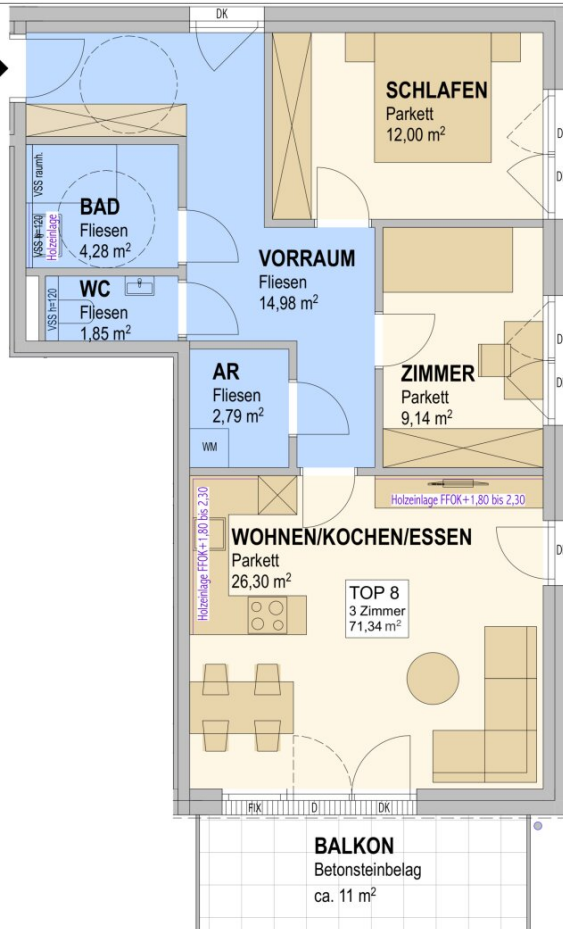 DK
SCHLAFEN
Parkett
12,00 m²
D
D
VSS raumh.
VSS h=120
Holzeinlage
BAD
Fliesen
4,28 m²
VORRAUM
Fliesen
14,98 m²
WC
Fliesen
1,85 m²
VSS h=120
AR
Fliesen
2,79 m²
WM
ZIMMER
Parkett
9,14 m²
D
D
Holzeinlage FFOK+1,80 bis 2,30
Holzeinlage FFOK+1,80 bis 2,30
WOHNEN/KOCHEN/ESSEN
Parkett
26,30 m²
D
TOP 8
3 Zimmer
71,34 m²
FIX
D
DK
BALKON
Betonsteinbelag
ca. 11 m²